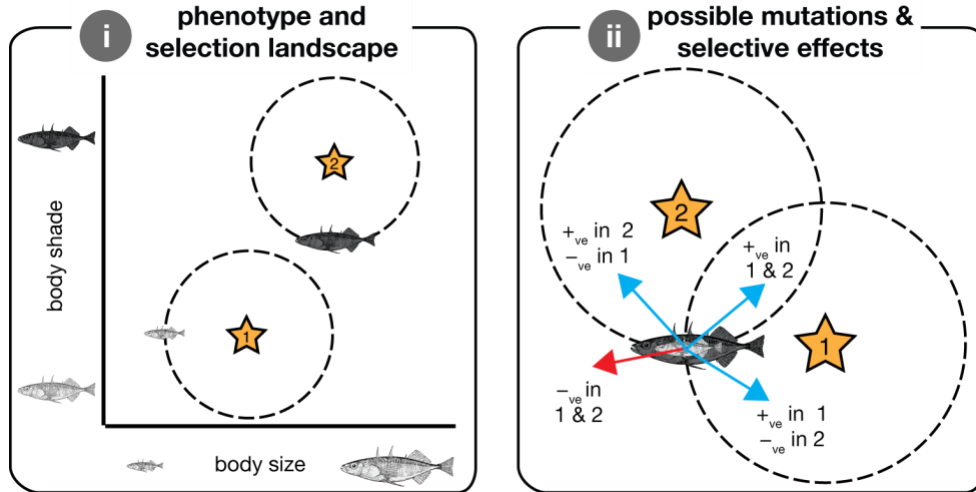 i
phenotype and
selection landscape
2
1
body shade
body size
ii
possible mutations &
selective effects
2
+ve in 2
−ve in 1
+ve in
1 & 2
1
−ve in
1 & 2
+ve in 1
−ve in 2